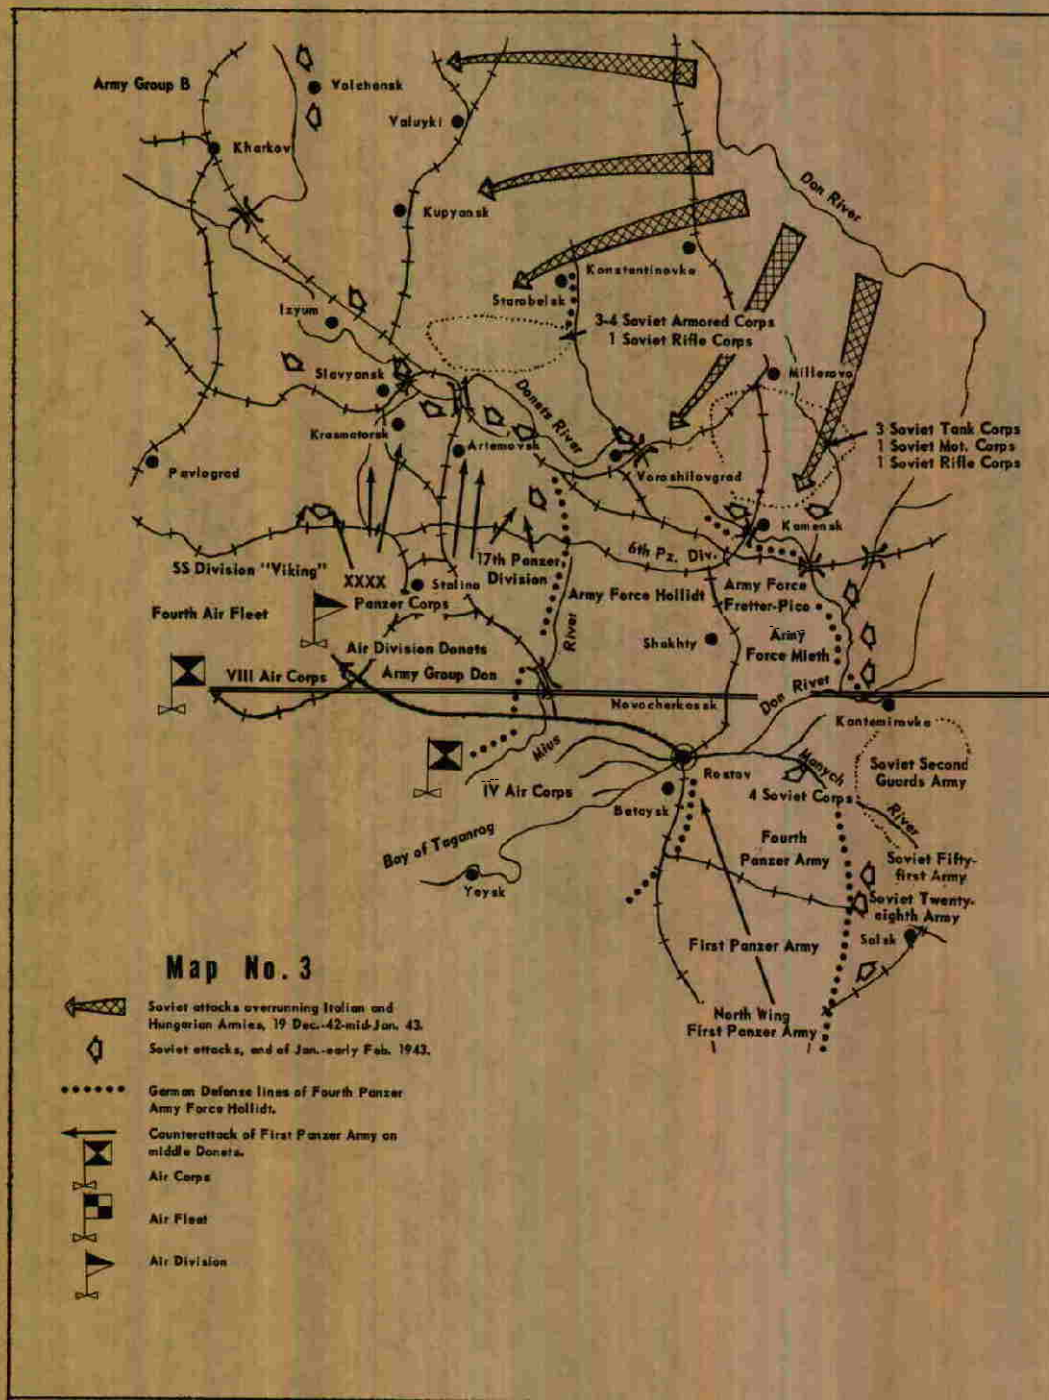 Army Group B
Volchansk
Valuyki
Kharkov
Don River
Kupyansk
Konstantinovka
Starobelsk
Izyum
3-4 Soviet Armored Corps
1 Soviet Rifle Corps
Slavyansk
Millerovo
Donets River
3 Soviet Tank Corps
1 Soviet Mot. Corps
1 Soviet Rifle Corps
Krasmatorsk
Artemovsk
Pavlograd
Voroshilovgrad
Kamensk
6th Pz. Div.
SS Division "Viking"
XXXX
Panzer Corps
17th Panzer
Division
Stalino
Army Force Hollidt
Army Force
Fretter-Pico
Fourth Air Fleet
River
Shakhty
Army
Force Mieth
Air Division Donets
VIII Air Corps
Army Group Don
Don River
Novocherkassk
Kantemirovka
Mius
Manych
River
Rostov
Soviet Second
Guards Army
IV Air Corps
4 Soviet Corps
Bataysk
Bay of Taganrog
Fourth
Panzer Army
Yeysk
Soviet Fifty-
first Army
Soviet Twenty-
eighth Army
Salsk
First Panzer Army
North Wing
First Panzer Army
Map No. 3
Soviet attacks overrunning Italian and
Hungarian Armies, 19 Dec.-42-mid-Jan. 43.
Soviet attacks, end of Jan.-early Feb. 1943.
German Defense lines of Fourth Panzer
Army Force Hollidt.
Counterattack of First Panzer Army on
middle Donets.
Air Corps
Air Fleet
Air Division